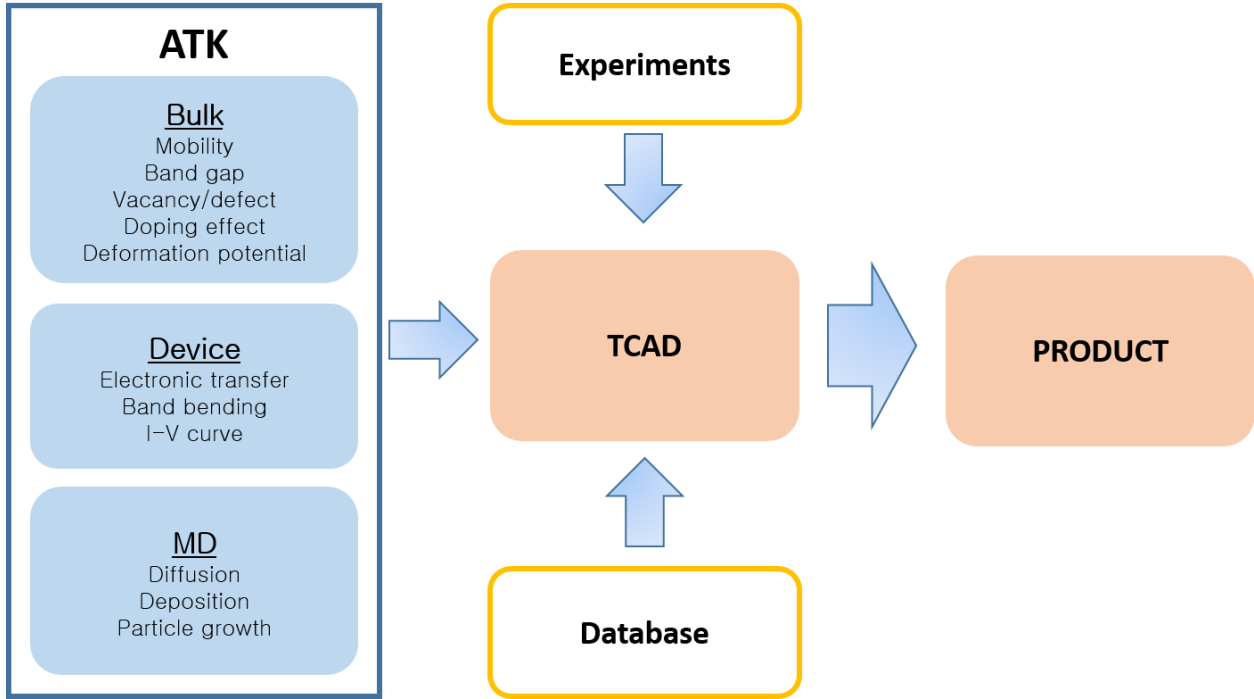 ATK
Bulk
Mobility
Band gap
Vacancy/defect
Doping effect
Deformation potential
Device
Electronic transfer
Band bending
I-V curve
MD
Diffusion
Deposition
Particle growth
Experiments
TCAD
Database
PRODUCT